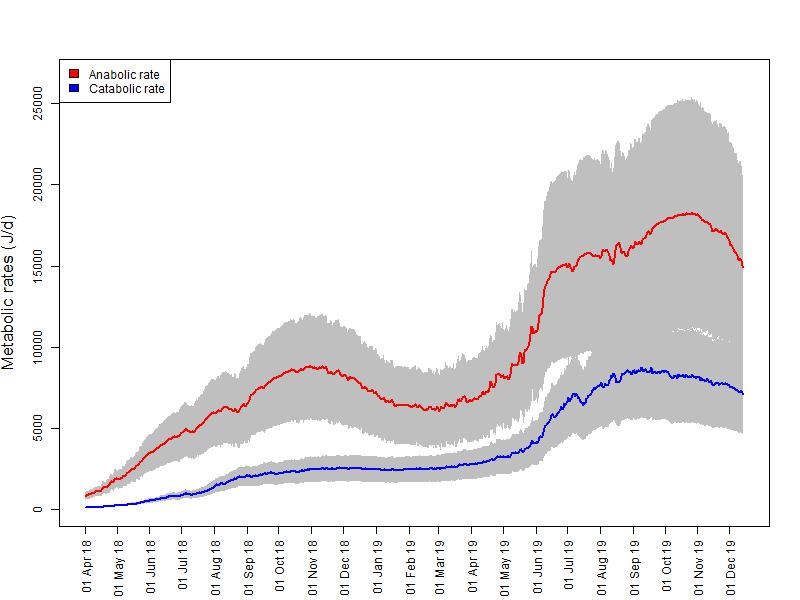 Anabolic rate
Catabolic rate
Metabolic rates (J/d)
25000
20000
15000
10000
5000
0
01 Apr 18
01 May 18
01 Jun 18
01 Jul 18
01 Aug 18
01 Sep 18
01 Oct 18
01 Nov 18
01 Dec 18
01 Jan 19
01 Feb 19
01 Mar 19
01 Apr 19
01 May 19
01 Jun 19
01 Jul 19
01 Aug 19
01 Sep 19
01 Oct 19
01 Nov 19
01 Dec 19